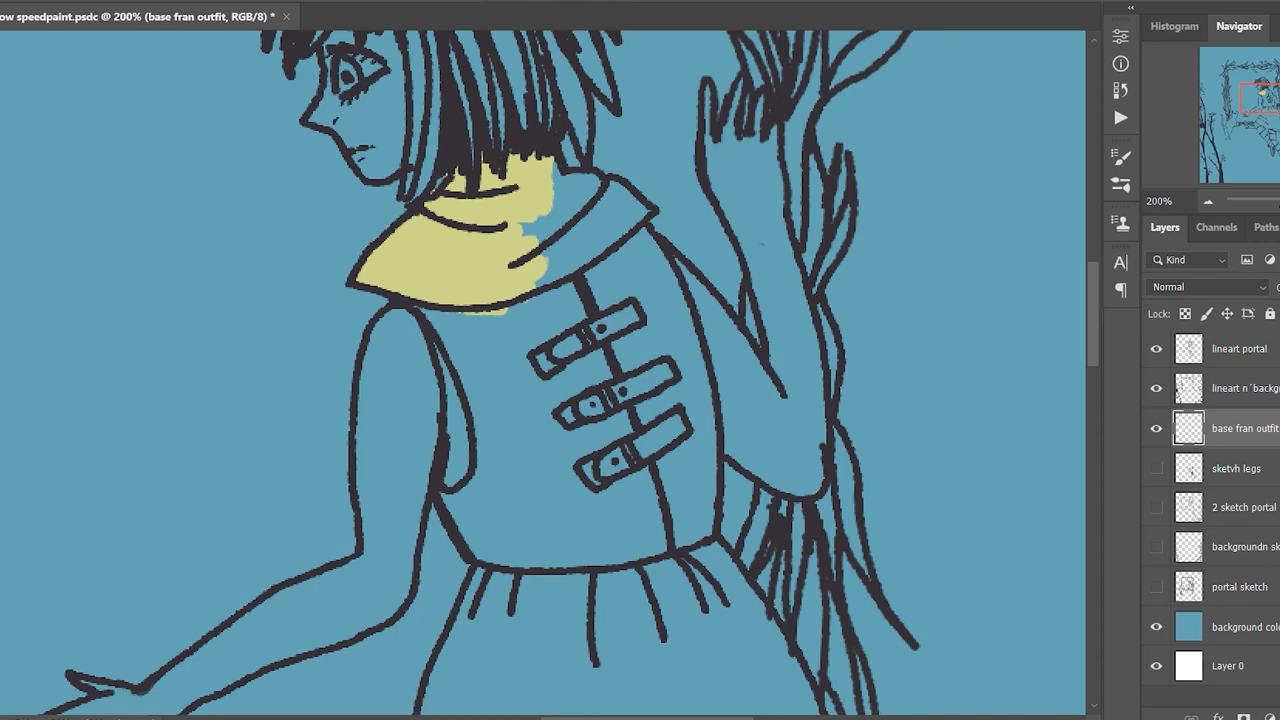 ow speedpaint.psdc @ 200% (base fran outfit, RGB/8) *
Histogram Navigator
200%
Layers Channels Paths
Kind
Normal
Lock:
lineart portal
lineart n´backg
base fran outfit
sketvh legs
2 sketch portal
backgroundn sk
portal sketch
background colo
Layer 0